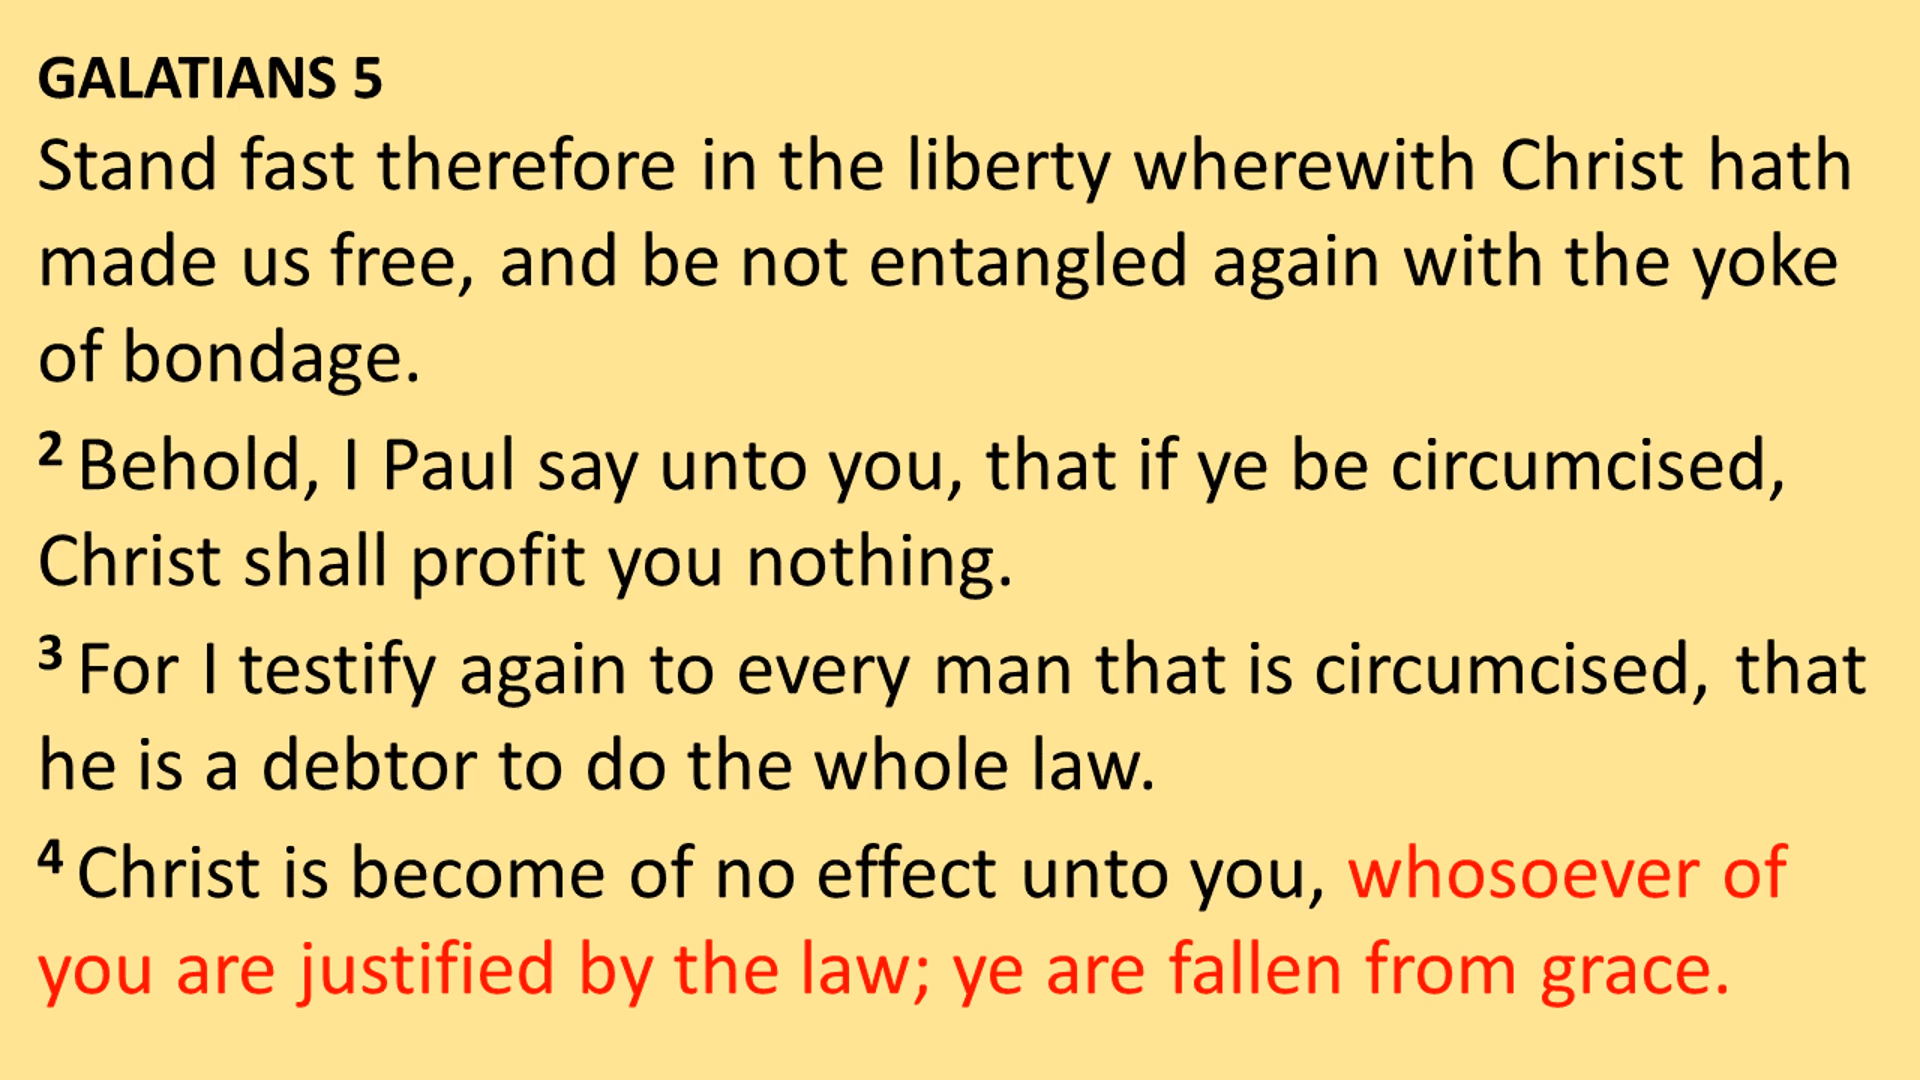 GALATIANS 5
Stand fast therefore in the liberty wherewith Christ hath
made us free, and be not entangled again with the yoke
of bondage.
2 Behold, I Paul say unto you, that if ye be circumcised,
Christ shall profit you nothing.
3 For I testify again to every man that is circumcised, that
he is a debtor to do the whole law.
4 Christ is become of no effect unto you, whosoever of
you are justified by the law; ye are fallen from grace.